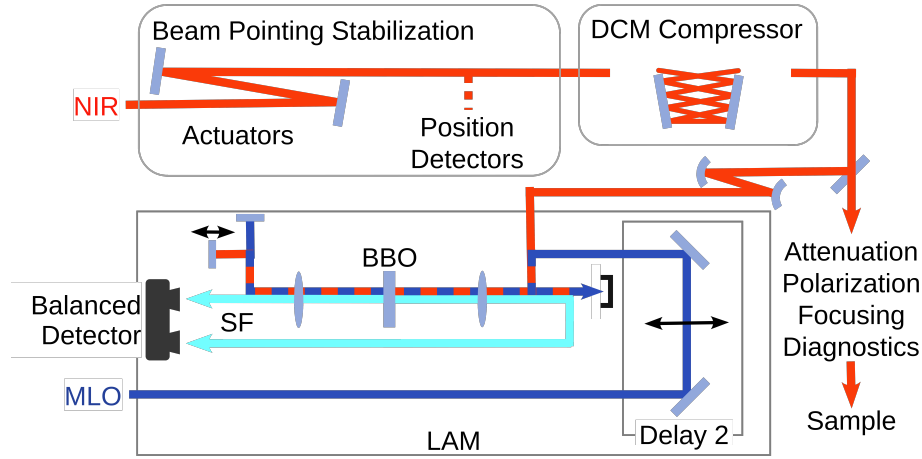 Beam Pointing Stabilization
DCM Compressor
NIR
Actuators
Position
Detectors
BBO
Attenuation
Polarization
Focusing
Diagnostics
Balanced
Detector
SF
MLO
LAM
Delay 2
Sample